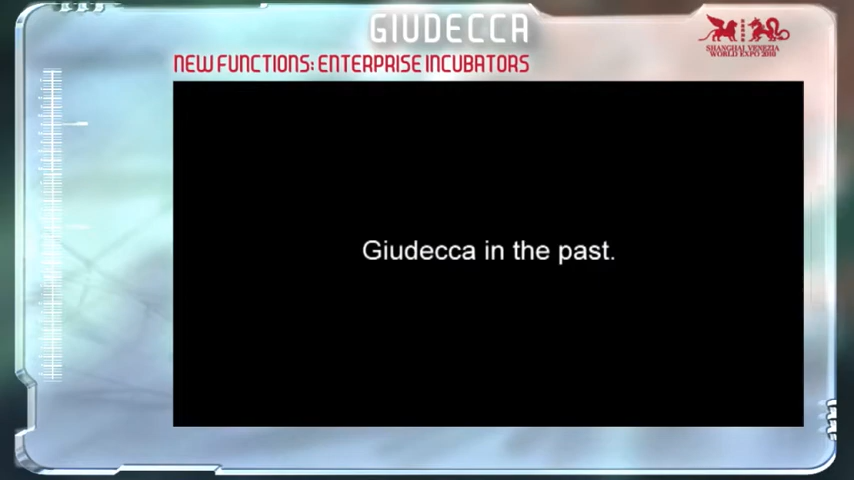 GIUDECCA
SHANGHAI VENEZIA
WORLD EXPO 2010
NEW FUNCTIONS: ENTERPRISE INCUBATORS
Giudecca in the past.